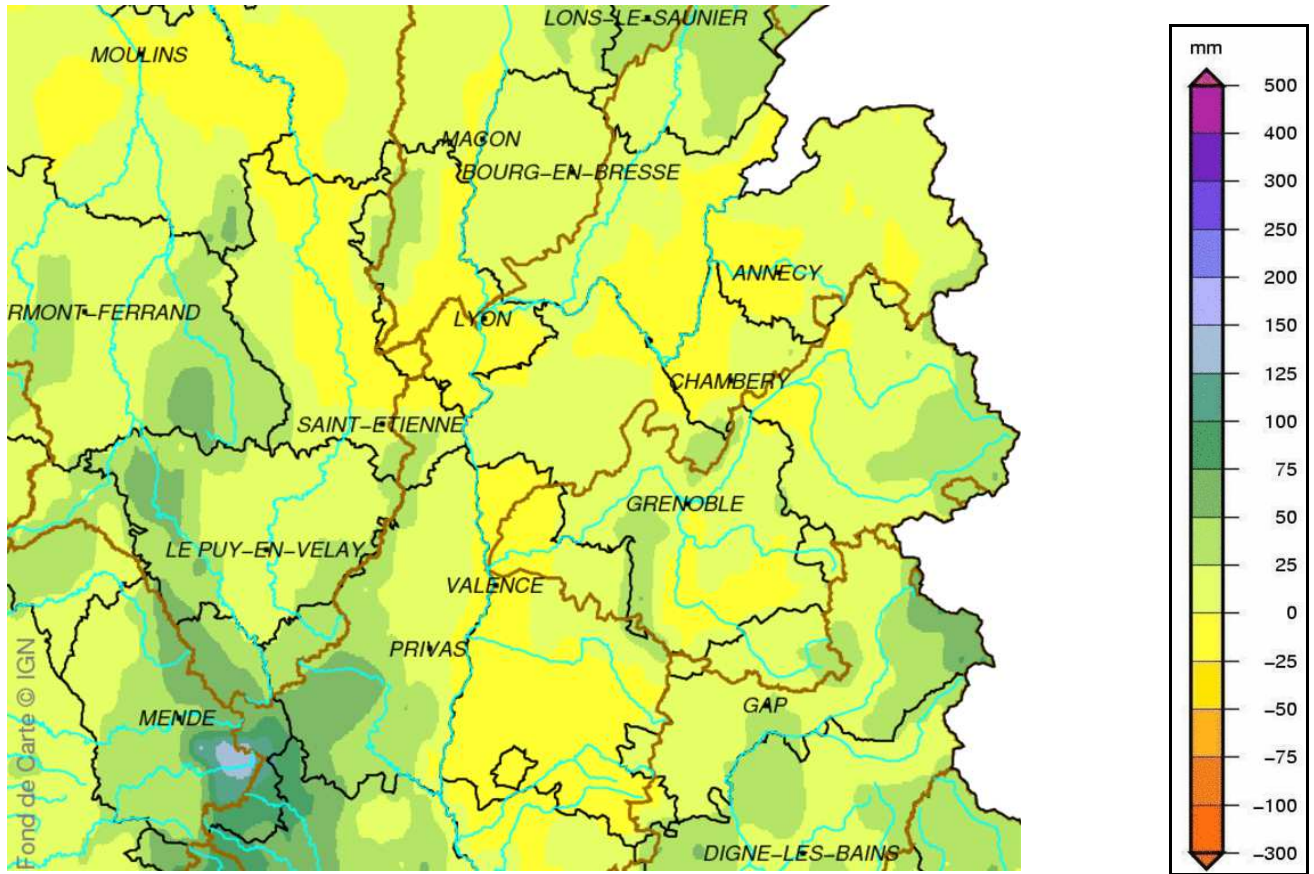 LONS-LE-SAUNIER
MOULINS
MACON
BOURG-EN-BRESSE
ANNECY
RMONT-FERRAND
LYON
CHAMBERY
SAINT-ETIENNE
GRENOBLE
LE PUY-EN-VELAY
VALENCE
PRIVAS
GAP
MENDE
DIGNE-LES-BAINS
Fond de Carte © IGN
mm
500
400
300
250
200
150
125
100
75
50
25
0
-25
-50
-75
-100
-300